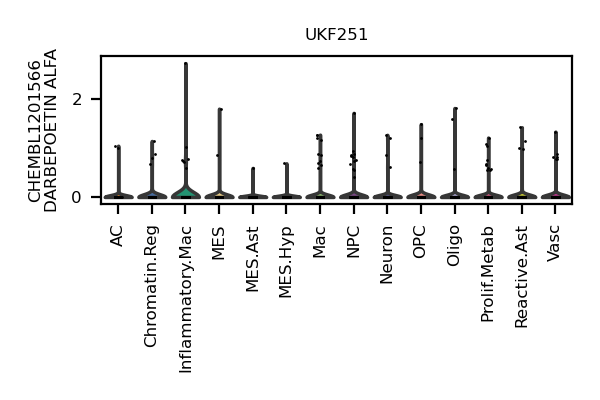 UKF251
CHEMBL1201566
DARBEPOETIN ALFA
2
0
AC
Chromatin.Reg
Inflammatory.Mac
MES
MES.Ast
MES.Hyp
Mac
NPC
Neuron
OPC
Oligo
Prolif.Metab
Reactive.Ast
Vasc